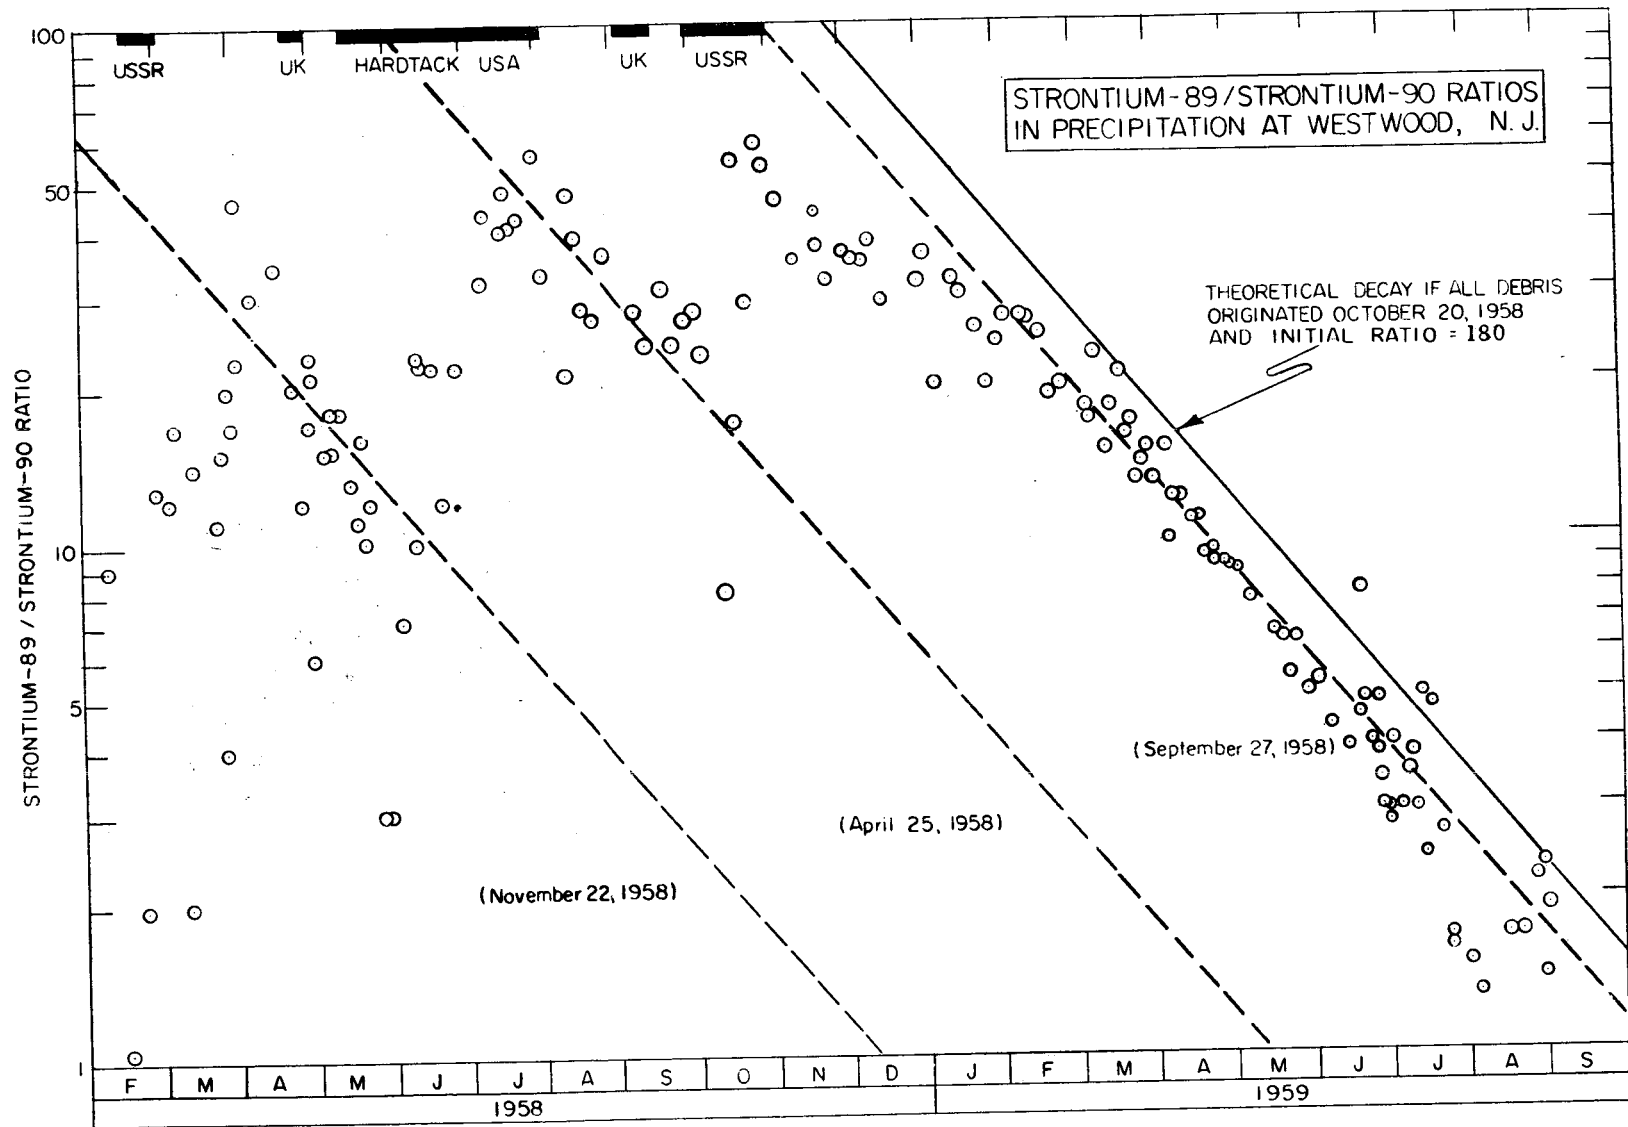 100
USSR
UK
HARDTACK USA
UK
USSR
STRONTIUM-89/STRONTIUM-90 RATIOS
IN PRECIPITATION AT WESTWOOD, N. J.
50
THEORETICAL DECAY IF ALL DEBRIS
ORIGINATED OCTOBER 20, 1958
AND INITIAL RATIO = 180
STRONTIUM-89 / STRONTIUM-90 RATIO
10
5
(September 27, 1958)
(April 25, 1958)
(November 22, 1958)
1
F M A M J J A S O N D J F M A M J J A S
1958 1959